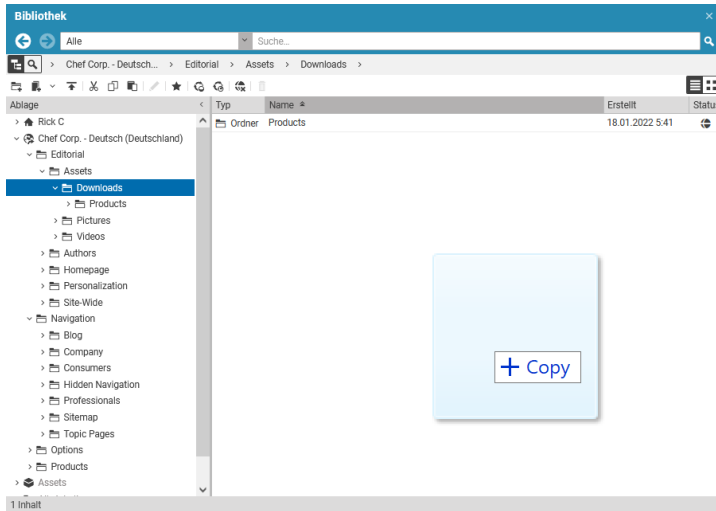 Bibliothek
Alle
Suche...
Chef Corp. - Deutsch... > Editorial > Assets > Downloads >
Ablage
Typ Name Erstellt Statu
Rick C
Ordner Products 18.01.2022 5:41
Chef Corp. - Deutsch (Deutschland)
Editorial
Assets
Downloads
Products
Pictures
Videos
Authors
Homepage
Personalization
Site-Wide
Navigation
Blog
Company
Consumers
Hidden Navigation
Professionals
Sitemap
Topic Pages
Options
Products
Assets
+ Copy
1 Inhalt